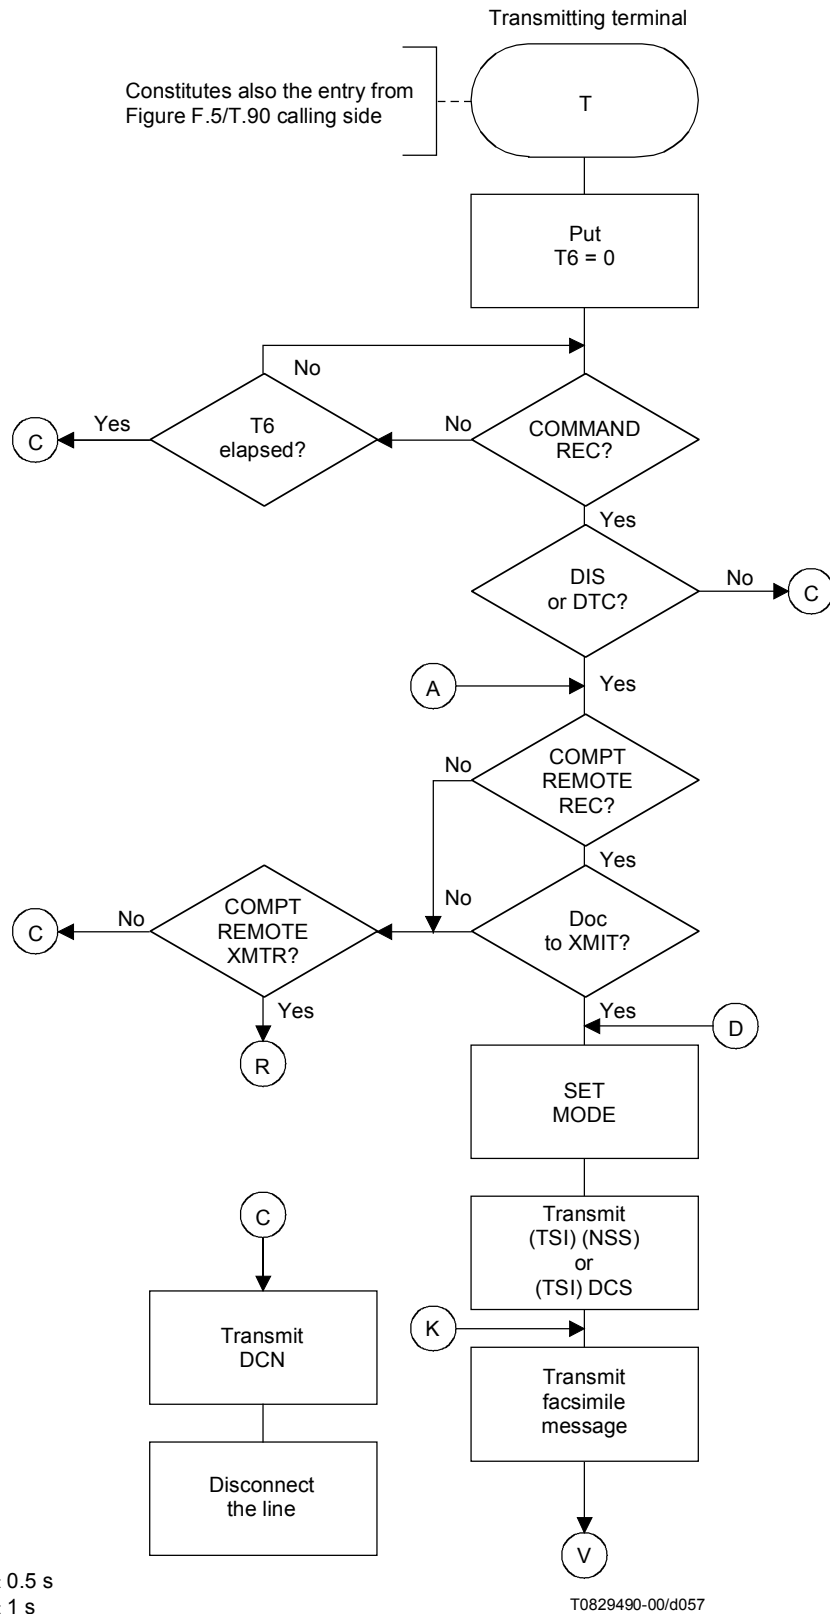 Transmitting terminal
Constitutes also the entry from
Figure F.5/T.90 calling side
T
Put
T6 = 0
No
Yes
T6
elapsed?
No
COMMAND
REC?
C
Yes
DIS
or DTC?
No
C
A
Yes
COMPT
REMOTE
REC?
No
Yes
No
COMPT
REMOTE
XMTR?
No
Doc
to XMIT?
C
Yes
Yes
D
R
SET
MODE
C
Transmit
(TSI) (NSS)
or
(TSI) DCS
K
Transmit
DCN
Transmit
facsimile
message
Disconnect
the line
V
0.5 s
1 s
T0829490-00/d057